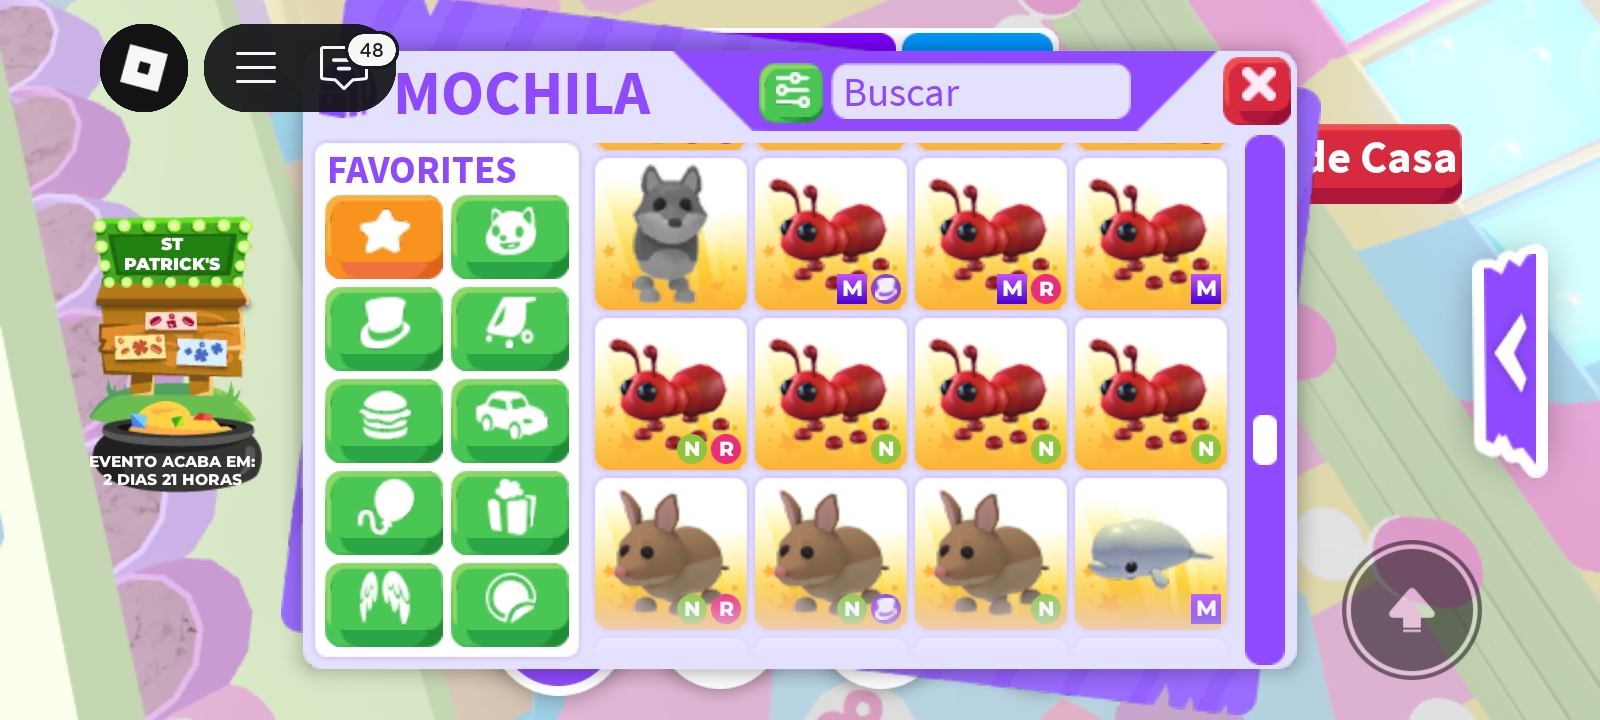 48
MOCHILA
Buscar
FAVORITES
de Casa
ST
PATRICK'S
EVENTO ACABA EM:
2 DIAS 21 HORAS
M
M R
M
N R
N
N
N
N R
N
N
M